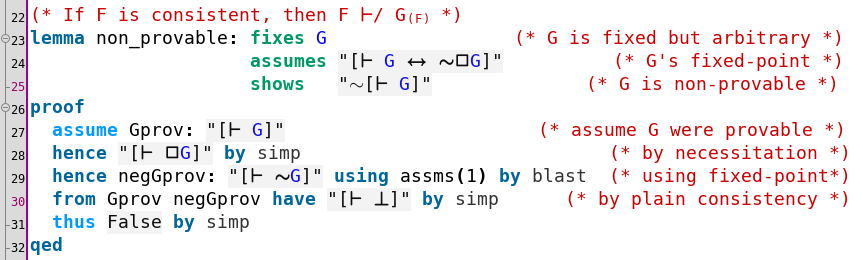 22 (* If F is consistent, then F ⊬ G₍F₎ *)
23 lemma non_provable: fixes G (* G is fixed but arbitrary *)
24 assumes "[⊢ G ↔ ∼□G]" (* G's fixed-point *)
25 shows "∼[⊢ G]" (* G is non-provable *)
26 proof
27 assume Gprov: "[⊢ G]" (* assume G were provable *)
28 hence "[⊢ □G]" by simp (* by necessitation *)
29 hence negGprov: "[⊢ ∼G]" using assms(1) by blast (* using fixed-point*)
30 from Gprov negGprov have "[⊢ ⊥]" by simp (* by plain consistency *)
31 thus False by simp
32 qed